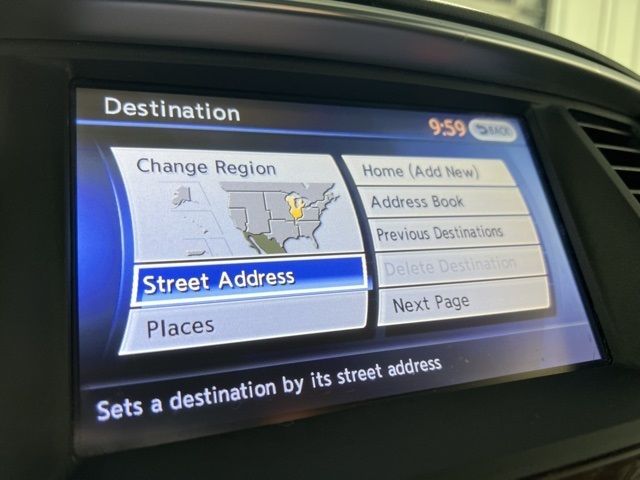 Destination
9:59
BACK
Change Region
Street Address
Places
Home (Add New)
Address Book
Previous Destinations
Delete Destination
Next Page
Sets a destination by its street address